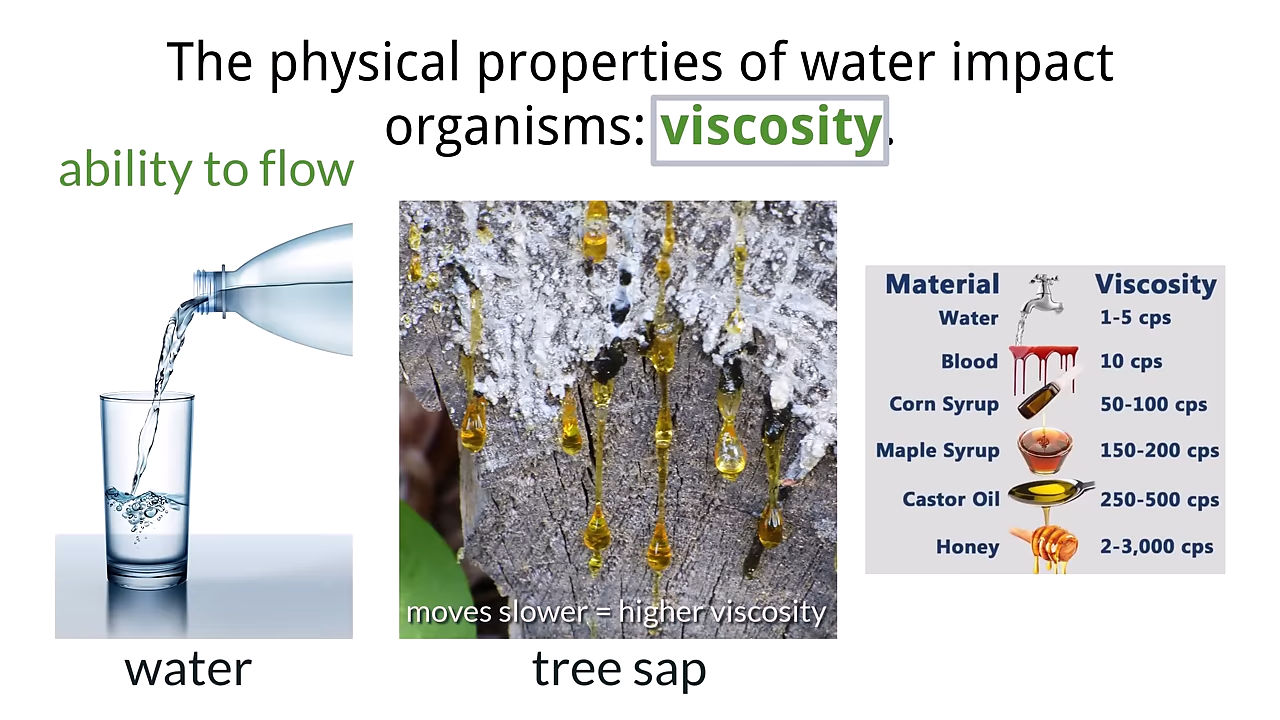 The physical properties of water impact
organisms: viscosity.
ability to flow
moves slower = higher viscosity
water
tree sap
Material Viscosity
Water 1-5 cps
Blood 10 cps
Corn Syrup 50-100 cps
Maple Syrup 150-200 cps
Castor Oil 250-500 cps
Honey 2-3,000 cps